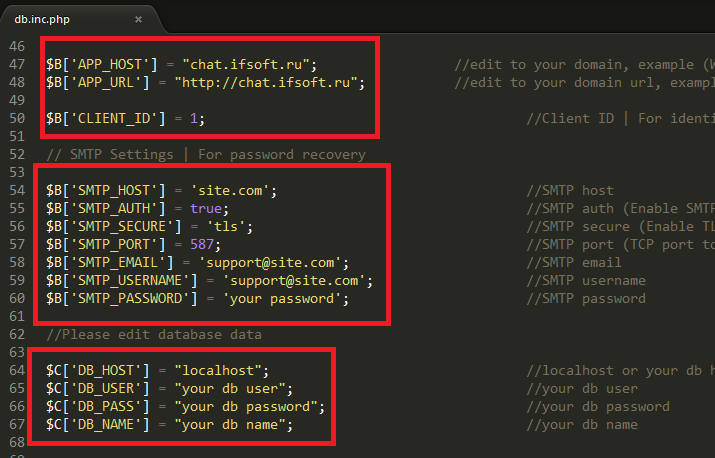 db.inc.php ×
46
47 $B['APP_HOST'] = "chat.ifsoft.ru"; //edit to your domain, example (
48 $B['APP_URL'] = "http://chat.ifsoft.ru"; //edit to your domain url,
49
50 $B['CLIENT_ID'] = 1; //Client ID | For
51
52 // SMTP Settings | For password recovery
53
54 $B['SMTP_HOST'] = 'site.com'; //SMTP host
55 $B['SMTP_AUTH'] = true; //SMTP auth (Enable SMTP
56 $B['SMTP_SECURE'] = 'tls'; //SMTP secure (Enable
57 $B['SMTP_PORT'] = 587; //SMTP port (TCP port to
58 $B['SMTP_EMAIL'] = 'support@site.com'; //SMTP email
59 $B['SMTP_USERNAME'] = 'support@site.com'; //SMTP username
60 $B['SMTP_PASSWORD'] = 'your password'; //SMTP password
61
62 //Please edit database data
63
64 $C['DB_HOST'] = "localhost"; //localhost or your db
65 $C['DB_USER'] = "your db user"; //your db user
66 $C['DB_PASS'] = "your db password"; //your db password
67 $C['DB_NAME'] = "your db name"; //your db name
68